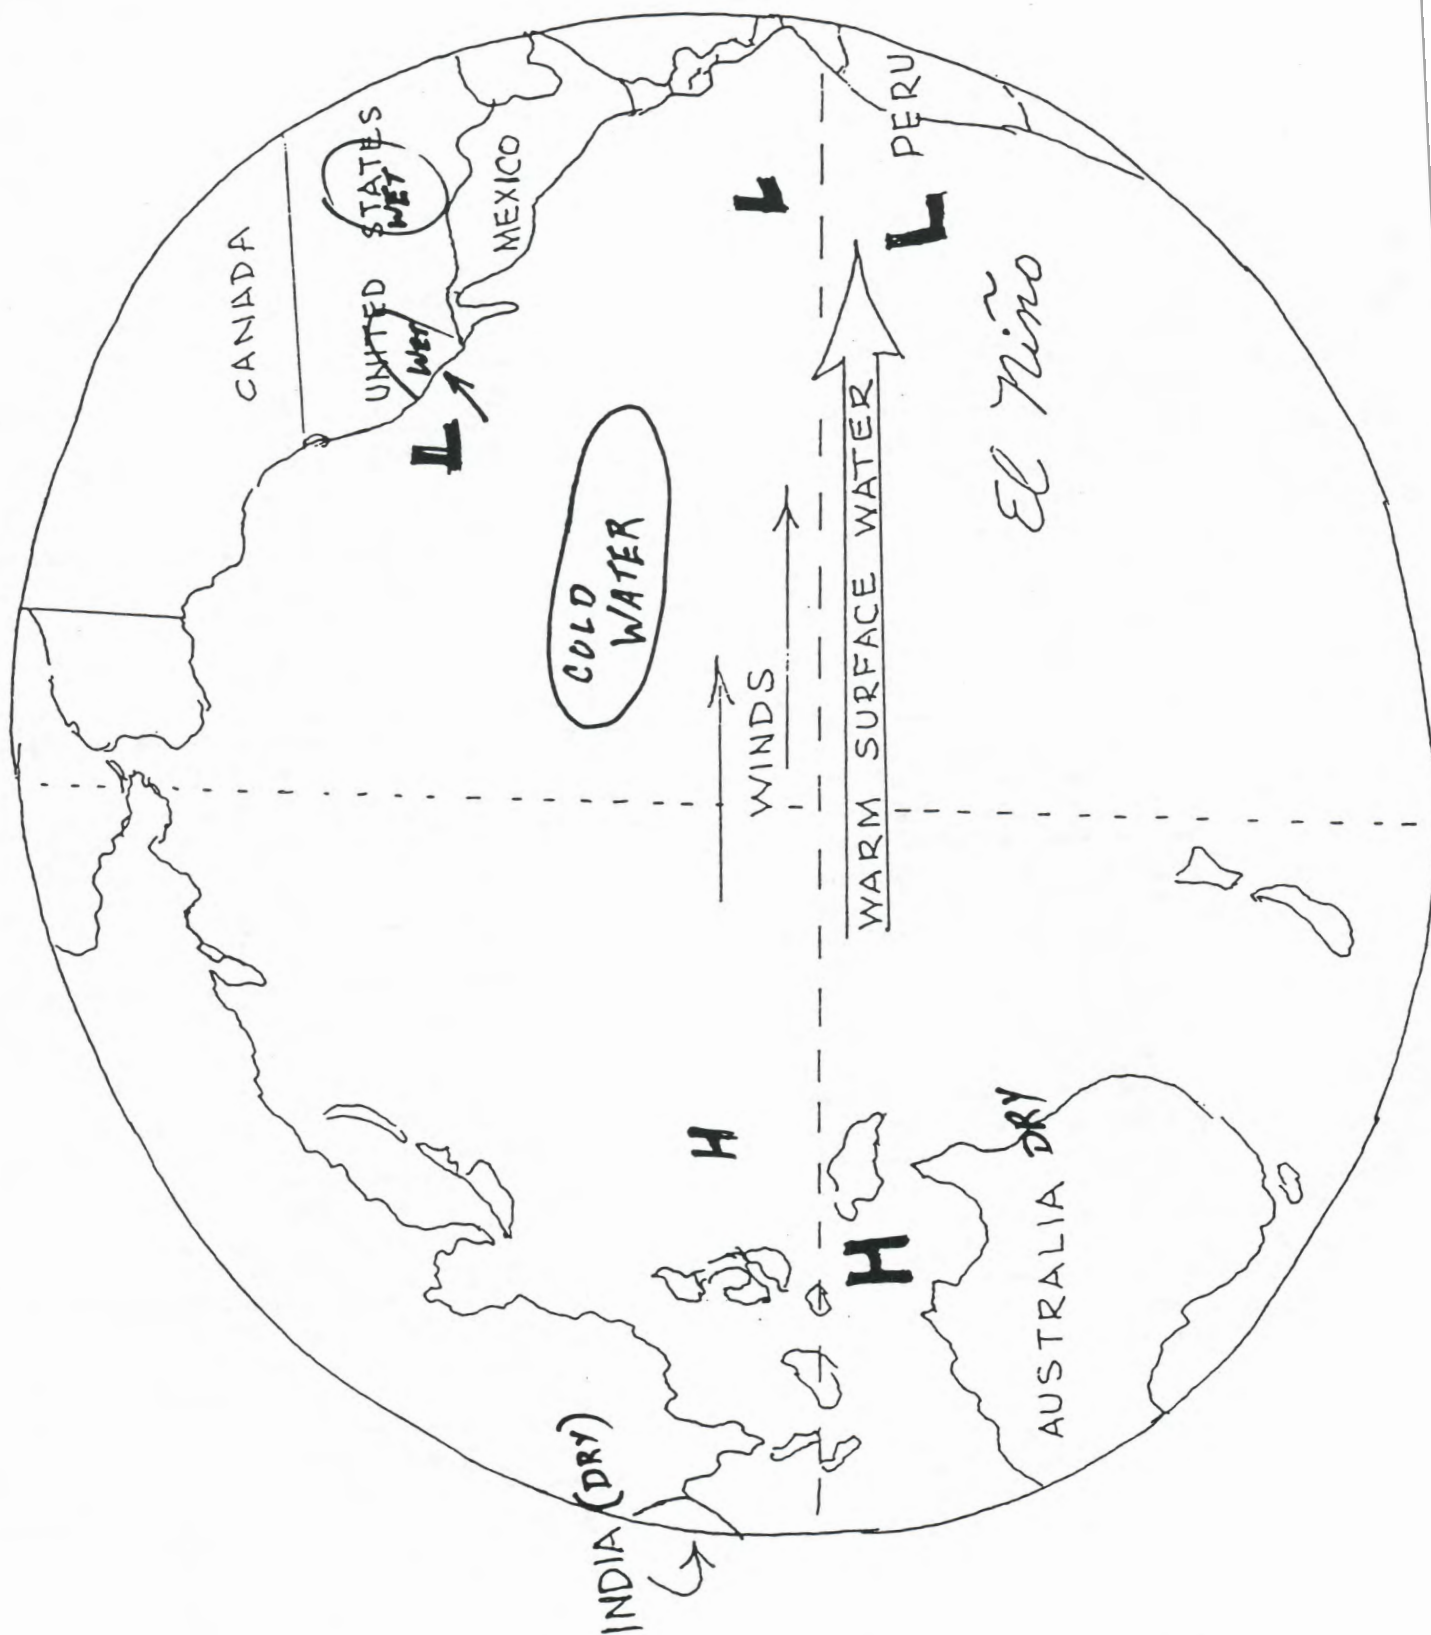 CANADA
UNITED STATES
WET
WET
MEXICO
L
L
COLD
WATER
WINDS
WARM SURFACE WATER
L
PERU
El Niño
H
H
INDIA (DRY)
AUSTRALIA DRY